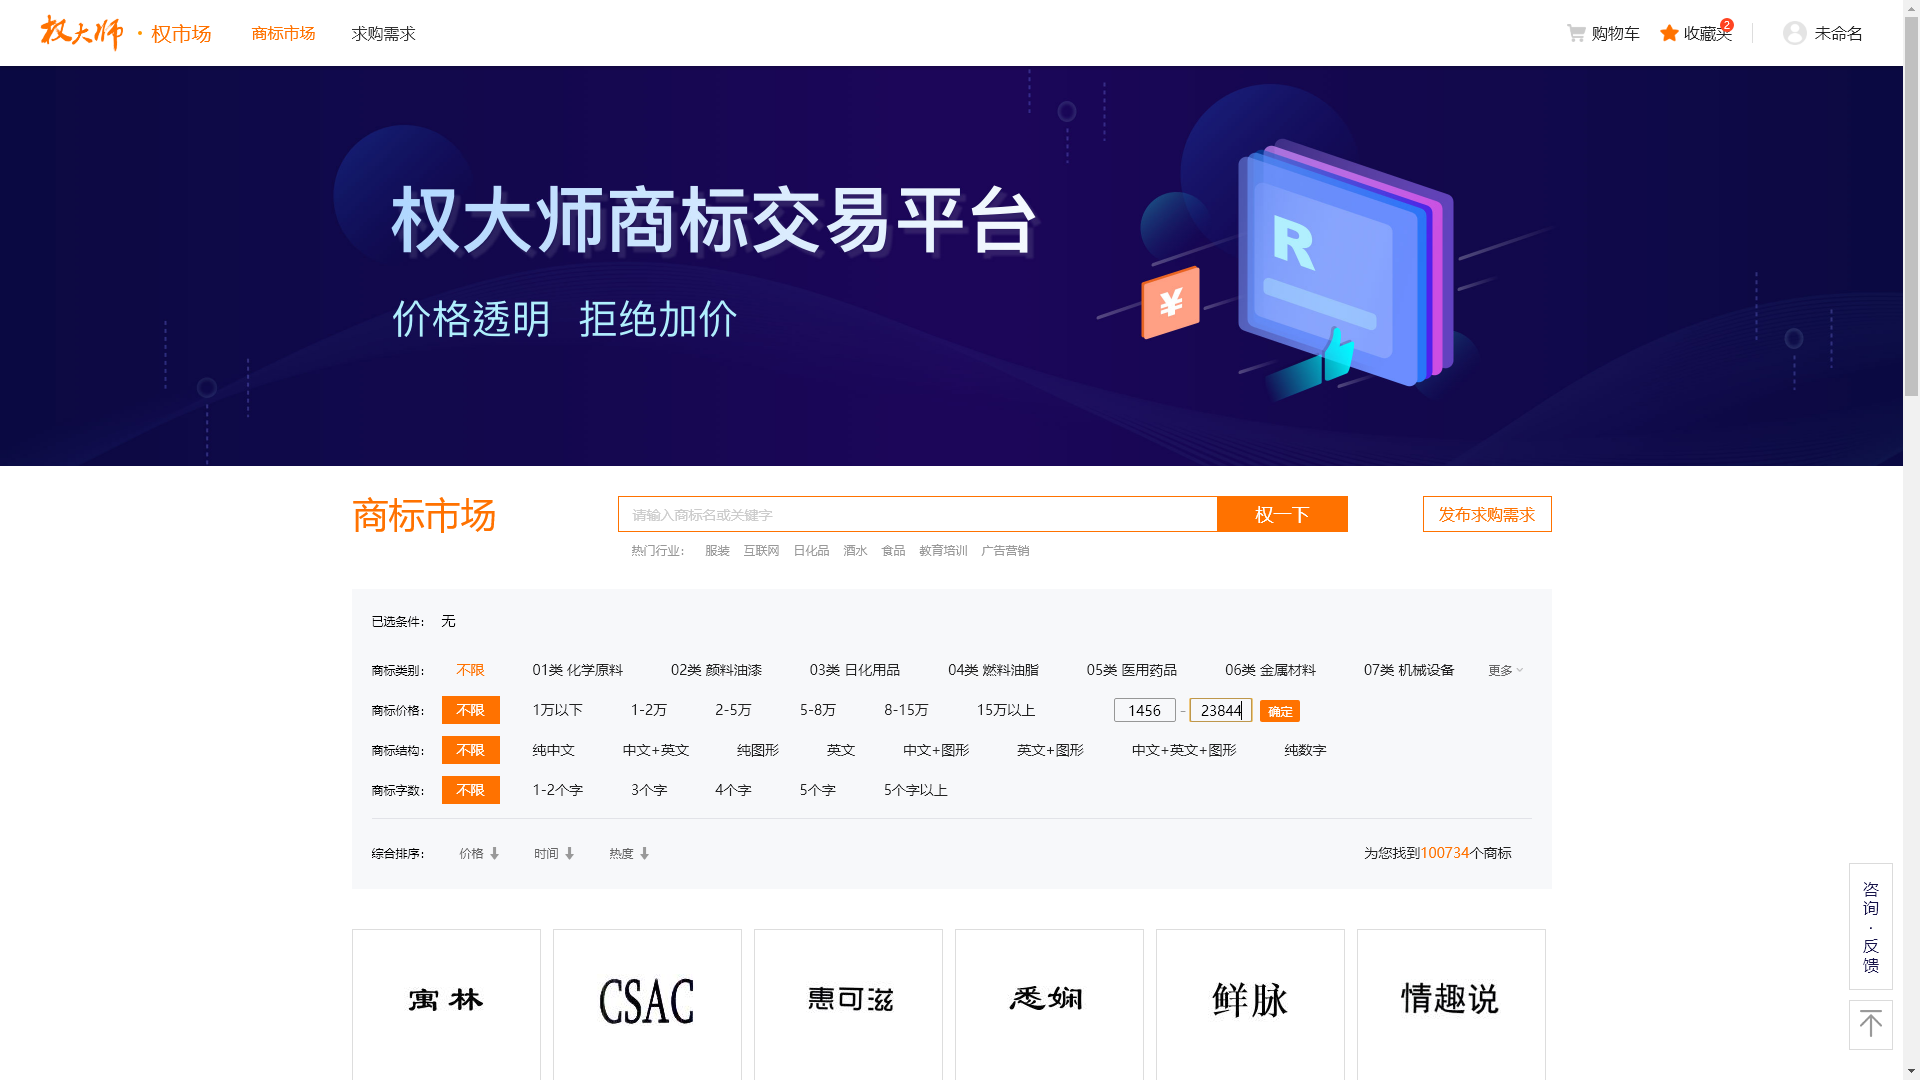 权大师 · 权市场 商标市场 求购需求 购物车 收藏夹 2 未命名
权大师商标交易平台
价格透明 拒绝加价
R
¥
商标市场 请输入商标名或关键字 权一下 发布求购需求
热门行业： 服装 互联网 日化品 酒水 食品 教育培训 广告营销
已选条件： 无
商标类别： 不限 01类 化学原料 02类 颜料油漆 03类 日化用品 04类 燃料油脂 05类 医用药品 06类 金属材料 07类 机械设备 更多
商标价格： 不限 1万以下 1-2万 2-5万 5-8万 8-15万 15万以上 1456 - 23844 确定
商标结构： 不限 纯中文 中文+英文 纯图形 英文 中文+图形 英文+图形 中文+英文+图形 纯数字
商标字数： 不限 1-2个字 3个字 4个字 5个字 5个字以上
综合排序： 价格 时间 热度 为您找到100734个商标
咨询·反馈
寓林 CSAC 惠可滋 悉娴 鲜脉 情趣说